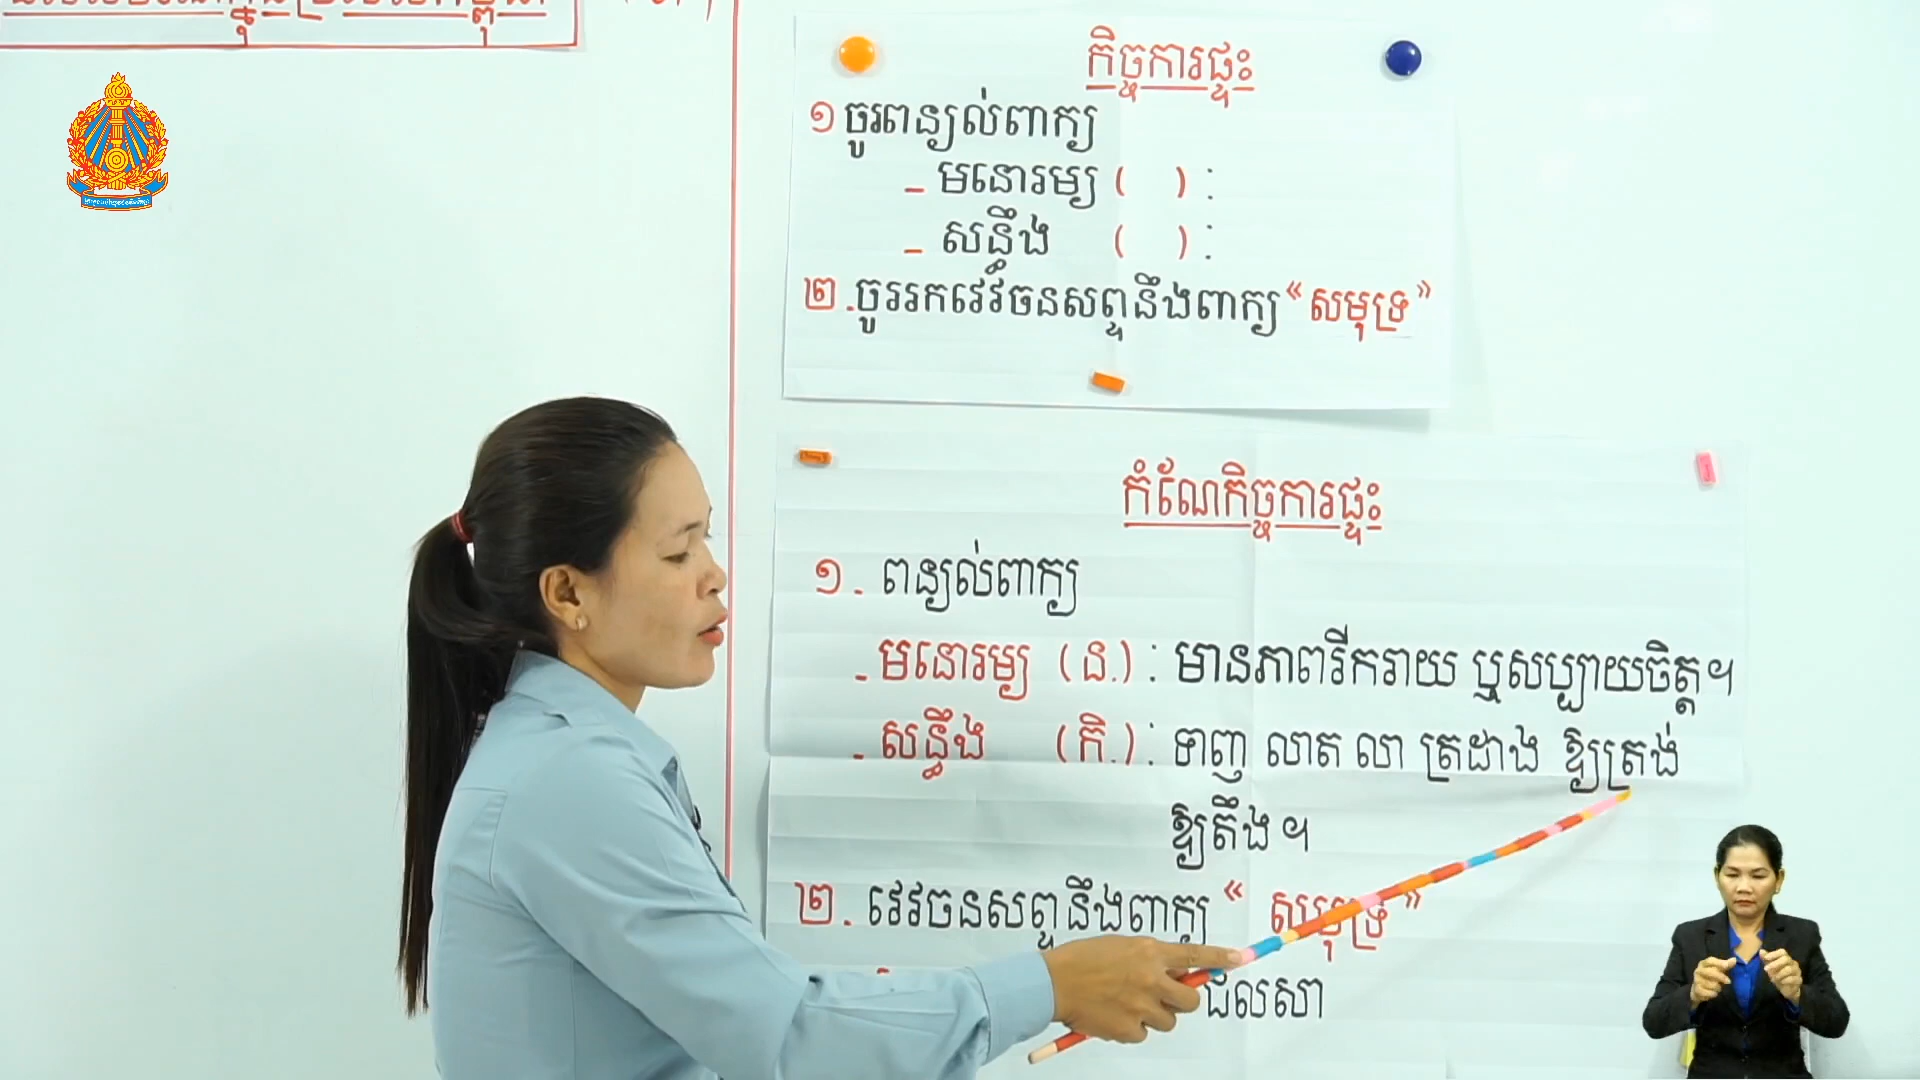 កិច្ចការផ្ទះ
១ ចូរពន្យល់ពាក្យ
- មនោរម្យ ( ) :
- សន្ធឹង ( ) :
២. ចូររកវេវចនសព្ទនឹងពាក្យ “សមុទ្រ”
កំណែកិច្ចការផ្ទះ
១. ពន្យល់ពាក្យ
- មនោរម្យ (ន.) : មានភាពរីករាយ ឬសប្បាយចិត្ត។
- សន្ធឹង (កិ.) : ទាញ លាត លា ត្រដាង ឱ្យត្រង់
ឱ្យតឹង ។
២. វេវចនសព្ទនឹងពាក្យ “ សមុទ្រ”
ជលសា